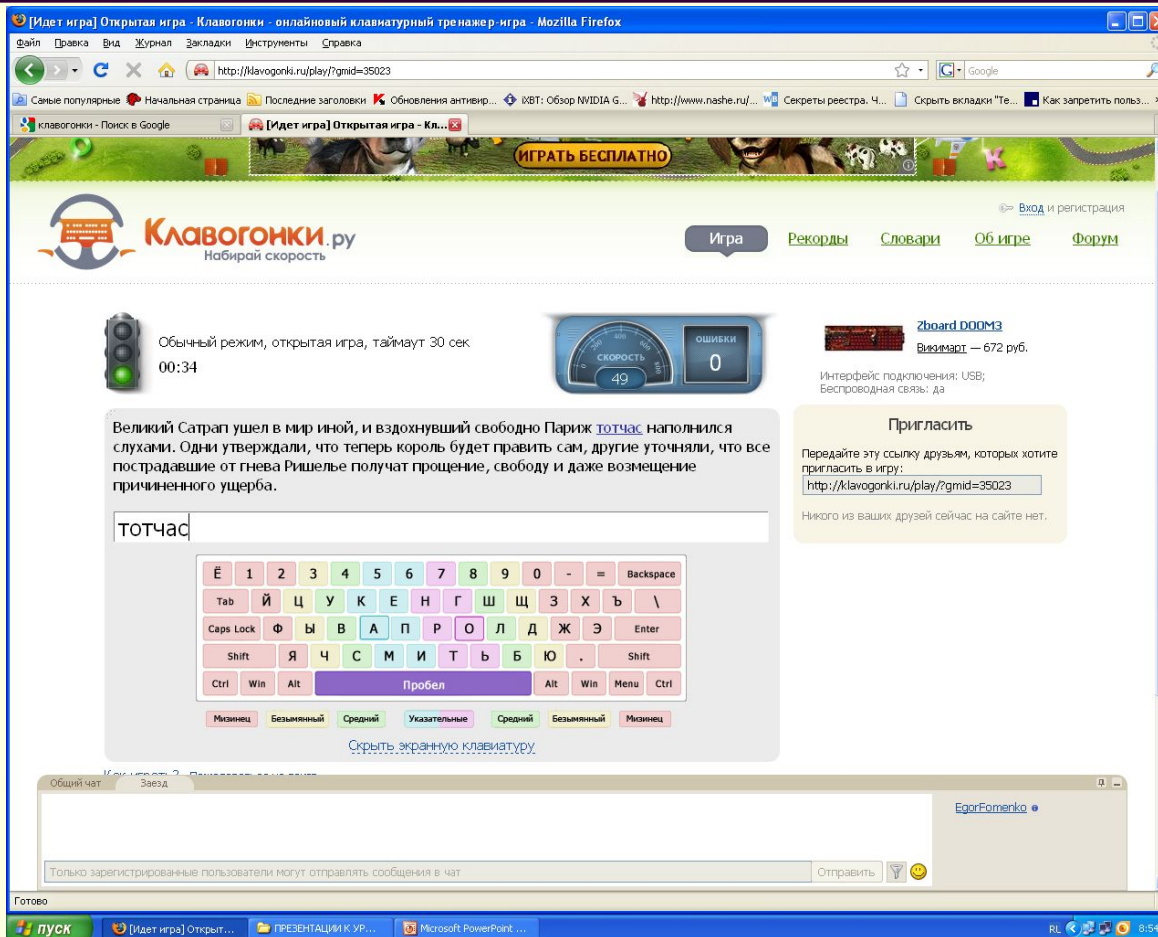 [Идет игра] Открытая игра - Клавогонки - онлайновый клавиатурный тренажер-игра - Mozilla Firefox
Файл Правка Вид Журнал Закладки Инструменты Справка
http://klavogonki.ru/play/?gmid=35023 Google
Самые популярные Начальная страница Последние заголовки Обновления антивир... iXBT: Обзор NVIDIA G... http://www.nashe.ru/... Секреты реестра. Ч... Скрыть вкладки "Те... Как запретить польз...
клавогонки - Поиск в Google [Идет игра] Открытая игра - Кл...
ИГРАТЬ БЕСПЛАТНО
Вход и регистрация
Клавогонки.ру
Набирай скорость
Игра Рекорды Словари Об игре Форум
Обычный режим, открытая игра, таймаут 30 сек
00:34
СКОРОСТЬ
49
ОШИБКИ
0
Zboard DOOM3
Викимарт — 672 руб.
Интерфейс подключения: USB;
Беспроводная связь: да
Великий Сатрап ушел в мир иной, и вздохнувший свободно Париж тотчас наполнился
слухами. Одни утверждали, что теперь король будет править сам, другие уточняли, что все
пострадавшие от гнева Ришелье получат прощение, свободу и даже возмещение
причиненного ущерба.
тотчас
Пригласить
Передайте эту ссылку друзьям, которых хотите
пригласить в игру:
http://klavogonki.ru/play/?gmid=35023
Никого из ваших друзей сейчас на сайте нет.
Ё 1 2 3 4 5 6 7 8 9 0 - = Backspace
Tab Й Ц У К Е Н Г Ш Щ З Х Ъ \
Caps Lock Ф Ы В А П Р О Л Д Ж Э Enter
Shift Я Ч С М И Т Ь Б Ю . Shift
Ctrl Win Alt Пробел Alt Win Menu Ctrl
Мизинец Безымянный Средний Указательные Средний Безымянный Мизинец
Скрыть экранную клавиатуру
Общий чат Заезд
EgorFomenko
Только зарегистрированные пользователи могут отправлять сообщения в чат Отправить
Готово
пуск [Идет игра] Открыт... ПРЕЗЕНТАЦИИ К УР... Microsoft PowerPoint ... RL 8:54